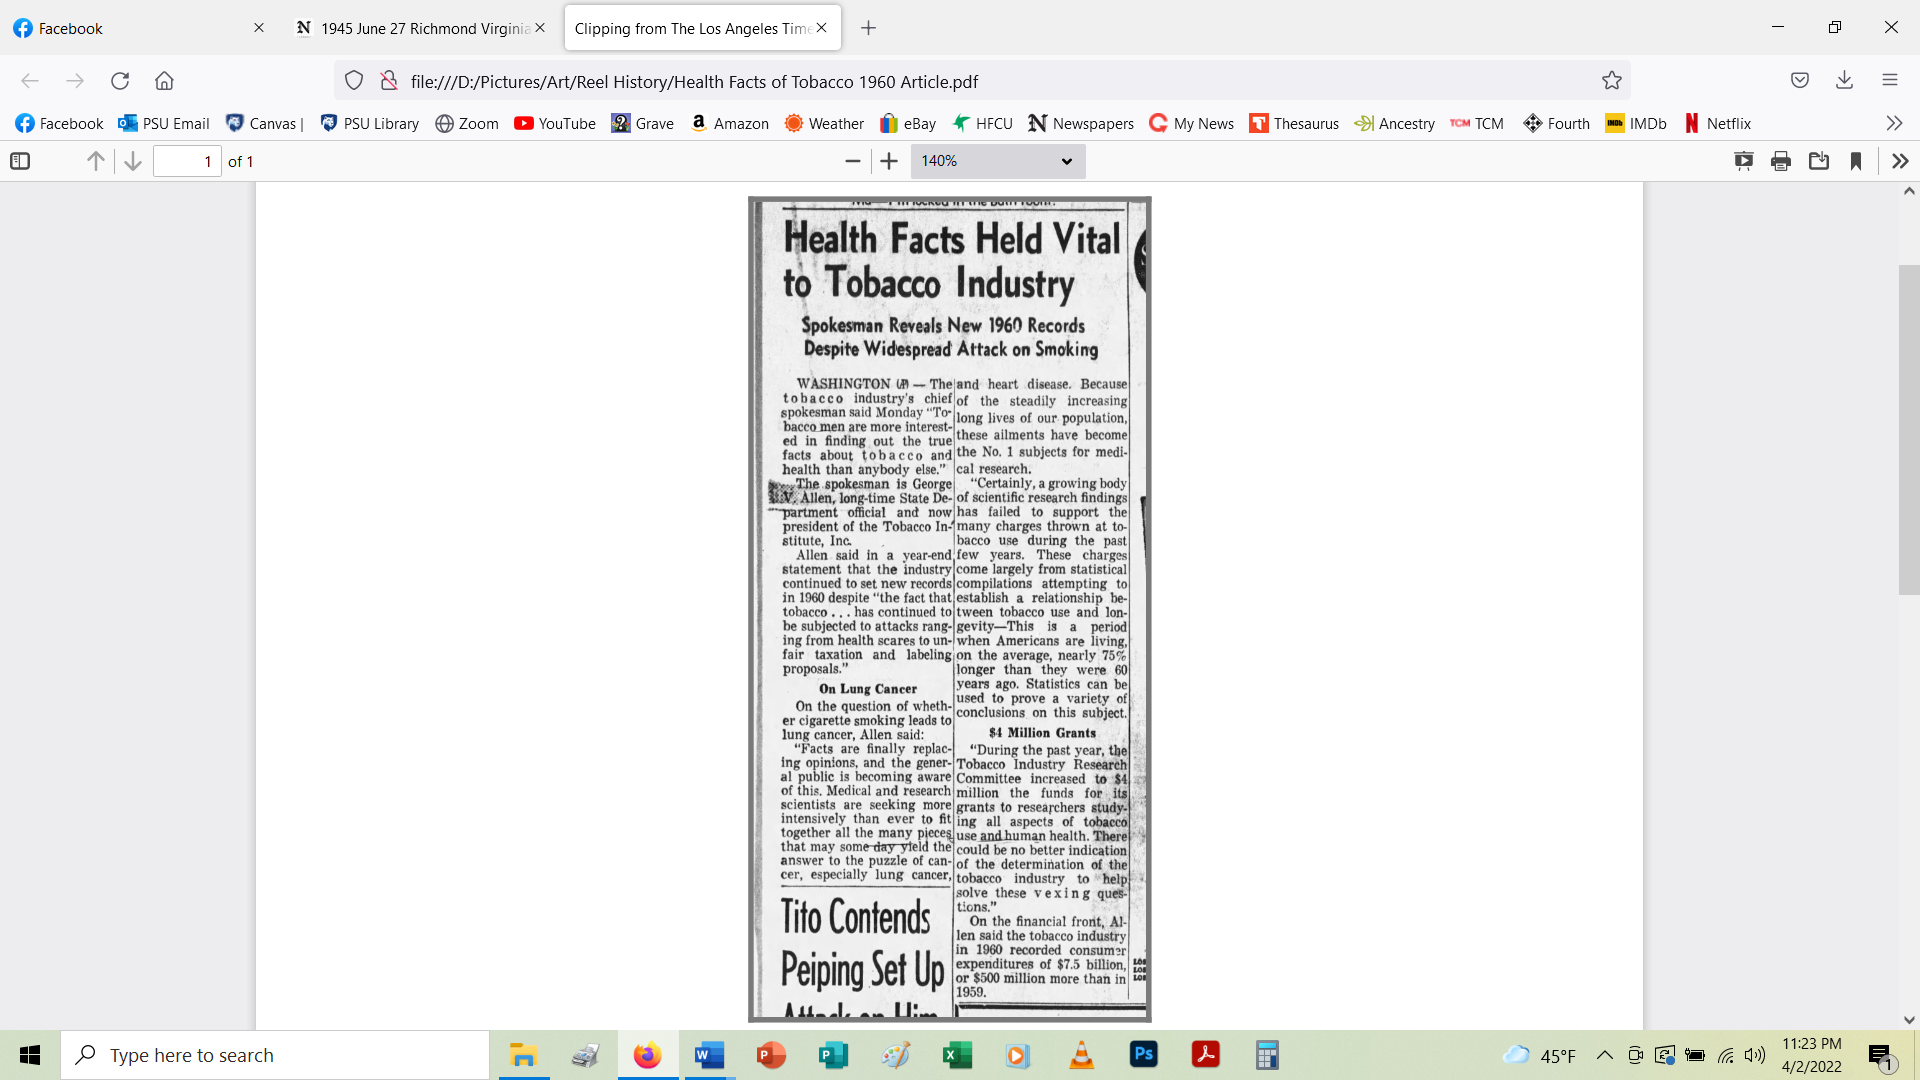 Facebook
1945 June 27 Richmond Virginia
Clipping from The Los Angeles Time
file:///D:/Pictures/Art/Reel History/Health Facts of Tobacco 1960 Article.pdf
Facebook
PSU Email
Canvas |
PSU Library
Zoom
YouTube
Grave
Amazon
Weather
eBay
HFCU
Newspapers
My News
Thesaurus
Ancestry
TCM
Fourth
IMDb
Netflix
1 of 1
140%
Health Facts Held Vital
to Tobacco Industry
Spokesman Reveals New 1960 Records
Despite Widespread Attack on Smoking
WASHINGTON (AP) — The
tobacco industry's chief
spokesman said Monday "To-
bacco men are more interest-
ed in finding out the true
facts about tobacco and
health than anybody else."
The spokesman is George
V. Allen, long-time State De-
partment official and now
president of the Tobacco In-
stitute, Inc.
Allen said in a year-end
statement that the industry
continued to set new records
in 1960 despite "the fact that
tobacco . . . has continued to
be subjected to attacks rang-
ing from health scares to un-
fair taxation and labeling
proposals."
On Lung Cancer
On the question of wheth-
er cigarette smoking leads to
lung cancer, Allen said:
"Facts are finally replac-
ing opinions, and the gener-
al public is becoming aware
of this. Medical and research
scientists are seeking more
intensively than ever to fit
together all the many pieces
that may some day yield the
answer to the puzzle of can-
cer, especially lung cancer,
and heart disease. Because
of the steadily increasing
long lives of our population,
these ailments have become
the No. 1 subjects for medi-
cal research.
"Certainly, a growing body
of scientific research findings
has failed to support the
many charges thrown at to-
bacco use during the past
few years. These charges
come largely from statistical
compilations attempting to
establish a relationship be-
tween tobacco use and lon-
gevity—This is a period
when Americans are living,
on the average, nearly 75%
longer than they were 60
years ago. Statistics can be
used to prove a variety of
conclusions on this subject.
$4 Million Grants
"During the past year, the
Tobacco Industry Research
Committee increased to $4
million the funds for its
grants to researchers study-
ing all aspects of tobacco
use and human health. There
could be no better indication
of the determination of the
tobacco industry to help
solve these vexing ques-
tions."
On the financial front, Al-
len said the tobacco industry
in 1960 recorded consumer
expenditures of $7.5 billion,
or $500 million more than in
1959.
Tito Contends
Peiping Set Up
Attack on Him
Type here to search
45°F
11:23 PM
4/2/2022
1